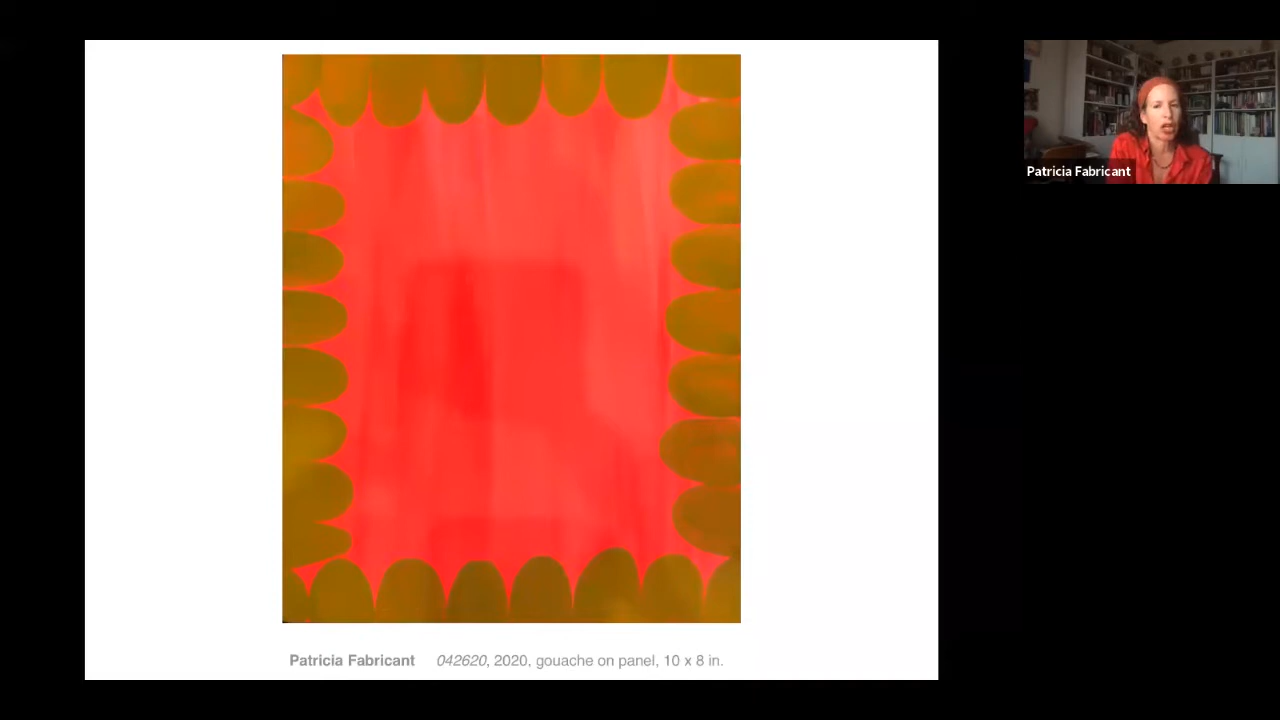 Patricia Fabricant
Patricia Fabricant 042620, 2020, gouache on panel, 10 x 8 in.